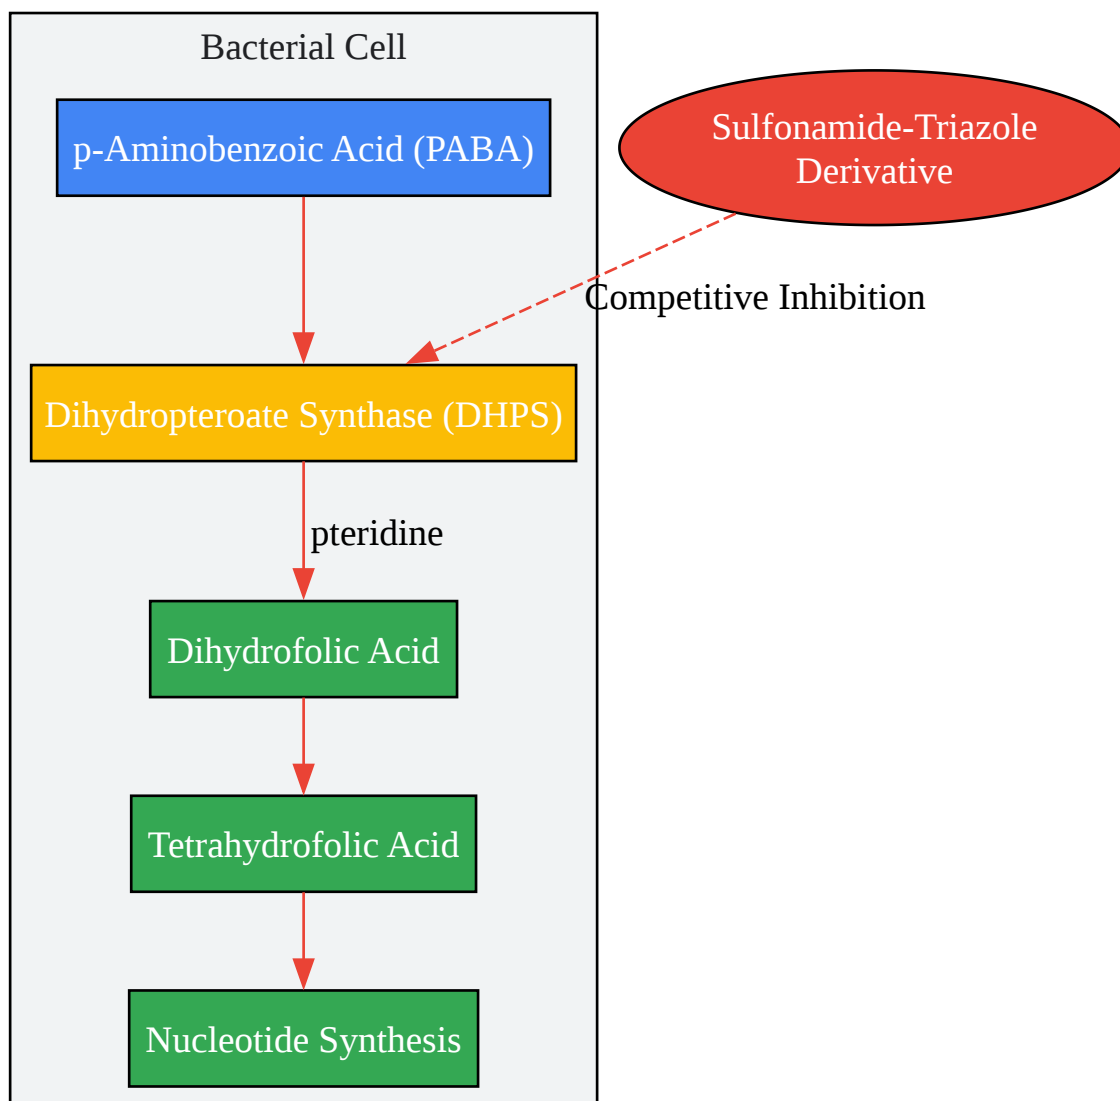 Bacterial Cell
p-Aminobenzoic Acid (PABA)
Sulfonamide-Triazole
Derivative
Competitive Inhibition
Dihydropteroate Synthase (DHPS)
pteridine
Dihydrofolic Acid
Tetrahydrofolic Acid
Nucleotide Synthesis